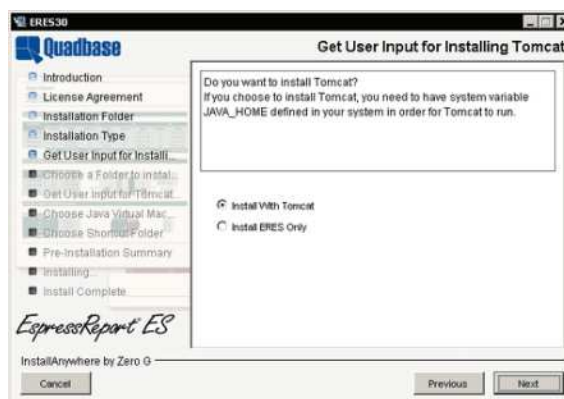 ERES30
Quadbase
Get User Input for Installing Tomcat
Introduction
License Agreement
Installation Folder
Installation Type
Get User Input for Installi...
Choose a Folder to Instal...
Get User Input for Tomcat...
Choose Java Virtual Mac...
Choose Shortcut Folder
Pre-Installation Summary
Installing...
Install Complete
EspressReport ES
Do you want to install Tomcat?
If you choose to install Tomcat, you need to have system variable
JAVA_HOME defined in your system in order for Tomcat to run.
Install With Tomcat
Install ERES Only
InstallAnywhere by Zero G
Cancel
Previous
Next